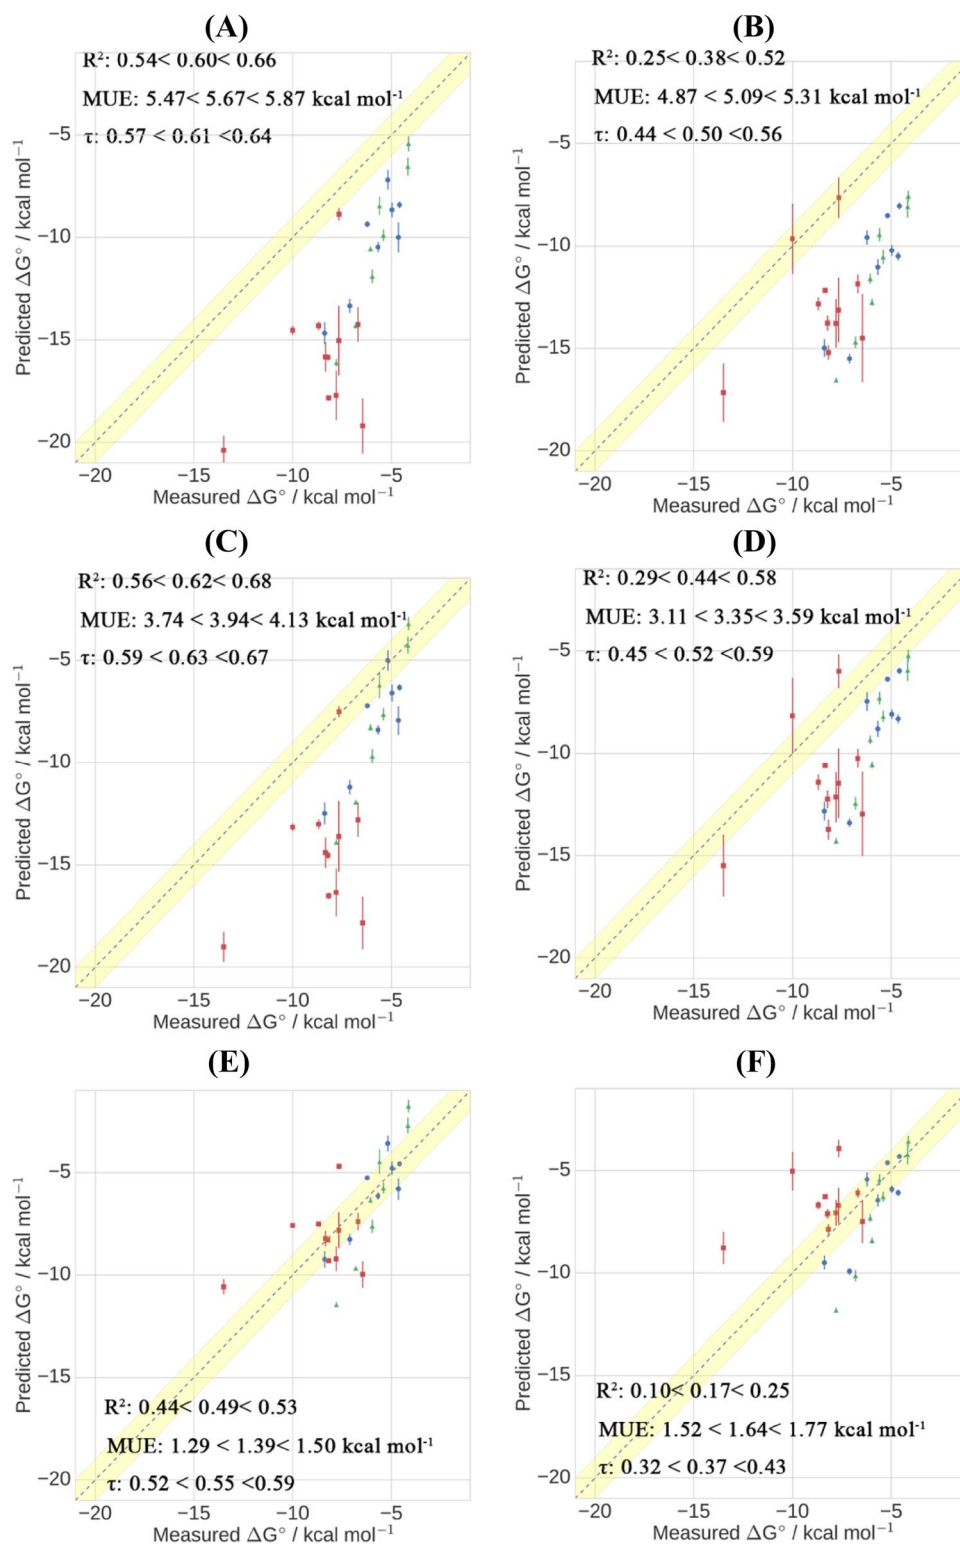 (A)
R²: 0.54< 0.60< 0.66
MUE: 5.47< 5.67< 5.87 kcal mol⁻¹
τ: 0.57 < 0.61 <0.64
Predicted ΔG° / kcal mol⁻¹
−5
−10
−15
−20
−20 −15 −10 −5
Measured ΔG° / kcal mol⁻¹
(B)
R²: 0.25< 0.38< 0.52
MUE: 4.87 < 5.09< 5.31 kcal mol⁻¹
τ: 0.44 < 0.50 <0.56
Predicted ΔG° / kcal mol⁻¹
−5
−10
−15
−20
−20 −15 −10 −5
Measured ΔG° / kcal mol⁻¹
(C)
R²: 0.56< 0.62< 0.68
MUE: 3.74 < 3.94< 4.13 kcal mol⁻¹
τ: 0.59 < 0.63 <0.67
Predicted ΔG° / kcal mol⁻¹
−5
−10
−15
−20
−20 −15 −10 −5
Measured ΔG° / kcal mol⁻¹
(D)
R²: 0.29< 0.44< 0.58
MUE: 3.11 < 3.35< 3.59 kcal mol⁻¹
τ: 0.45 < 0.52 <0.59
Predicted ΔG° / kcal mol⁻¹
−5
−10
−15
−20
−20 −15 −10 −5
Measured ΔG° / kcal mol⁻¹
(E)
Predicted ΔG° / kcal mol⁻¹
−5
−10
−15
−20
R²: 0.44< 0.49< 0.53
MUE: 1.29 < 1.39< 1.50 kcal mol⁻¹
τ: 0.52 < 0.55 <0.59
−20 −15 −10 −5
Measured ΔG° / kcal mol⁻¹
(F)
Predicted ΔG° / kcal mol⁻¹
−5
−10
−15
−20
R²: 0.10< 0.17< 0.25
MUE: 1.52 < 1.64< 1.77 kcal mol⁻¹
τ: 0.32 < 0.37 <0.43
−20 −15 −10 −5
Measured ΔG° / kcal mol⁻¹